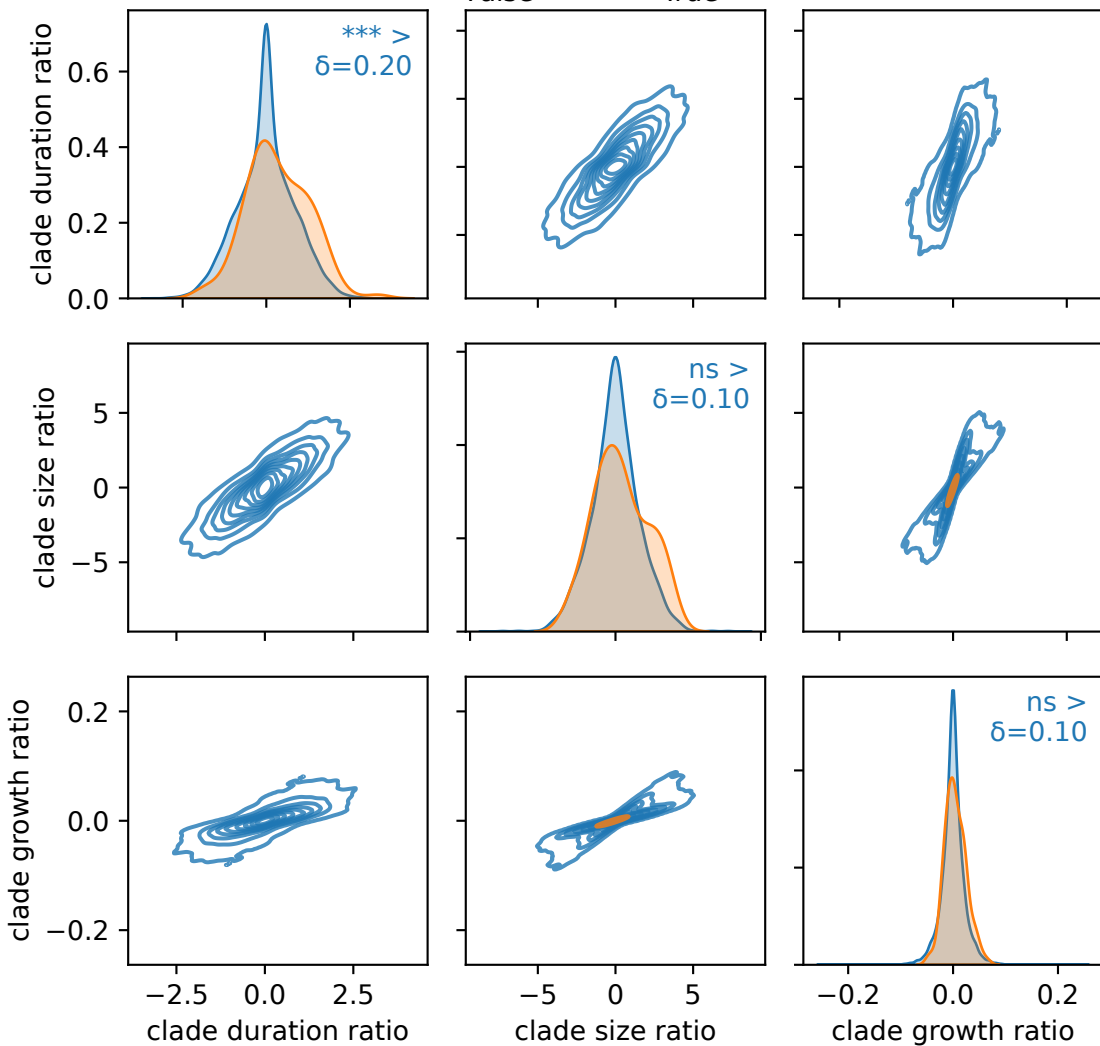 clade duration ratio
0.6
0.4
0.2
0.0
*** >
δ=0.20
clade size ratio
5
0
−5
ns >
δ=0.10
clade growth ratio
0.2
0.0
−0.2
ns >
δ=0.10
−2.5 0.0 2.5
−5 0 5
−0.2 0.0 0.2
clade duration ratio
clade size ratio
clade growth ratio